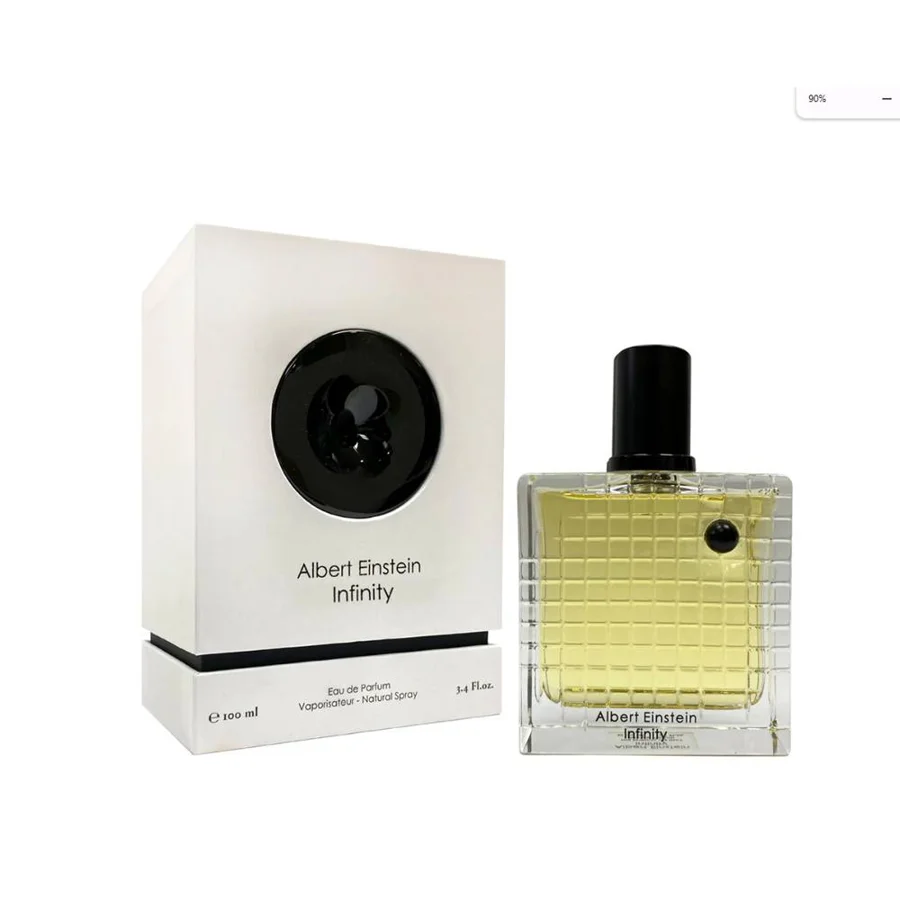 90% –
Albert Einstein
Infinity
Eau de Parfum
Vaporisateur - Natural Spray
℮ 100 ml
3.4 Fl.oz.
Albert Einstein
Infinity